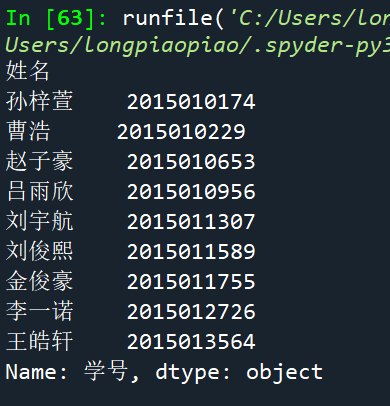 In [63]: runfile('C:/Users/lon
Users/longpiaopiao/.spyder-py3
姓名
孙梓萱 2015010174
曹浩 2015010229
赵子豪 2015010653
吕雨欣 2015010956
刘宇航 2015011307
刘俊熙 2015011589
金俊豪 2015011755
李一诺 2015012726
王皓轩 2015013564
Name: 学号, dtype: object